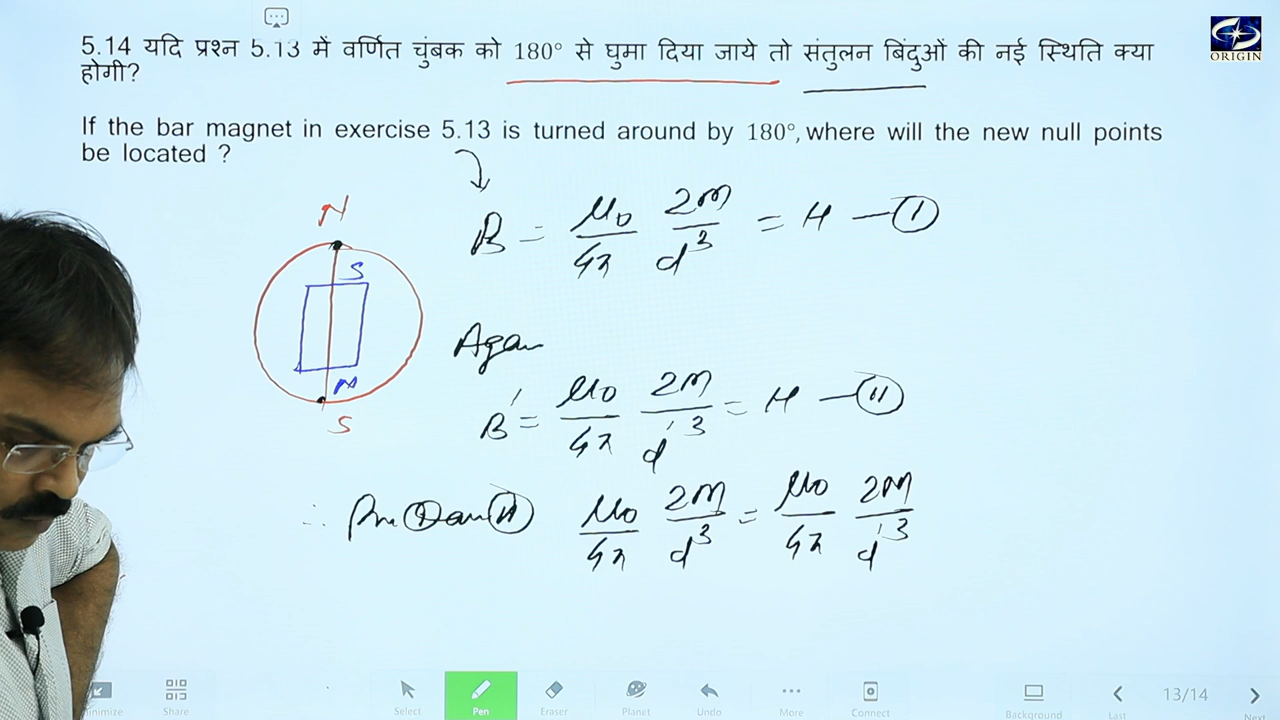 5.14 यदि प्रश्न 5.13 में वर्णित चुंबक को 180° से घुमा दिया जाये तो संतुलन बिंदुओं की नई स्थिति क्या
होगी?
ORIGIN
If the bar magnet in exercise 5.13 is turned around by 180°, where will the new null points
be located ?
N
S
N
S
B = μ0/4π 2M/d³ = H — (I)
Again
B' = μ0/4π 2M/d'³ = H — (II)
∴ (I) (II) μ0/4π 2M/d³ = μ0/4π 2M/d'³
Minimize Share Select Pen Eraser Planet Undo More Connect Background Last 13/14 Next